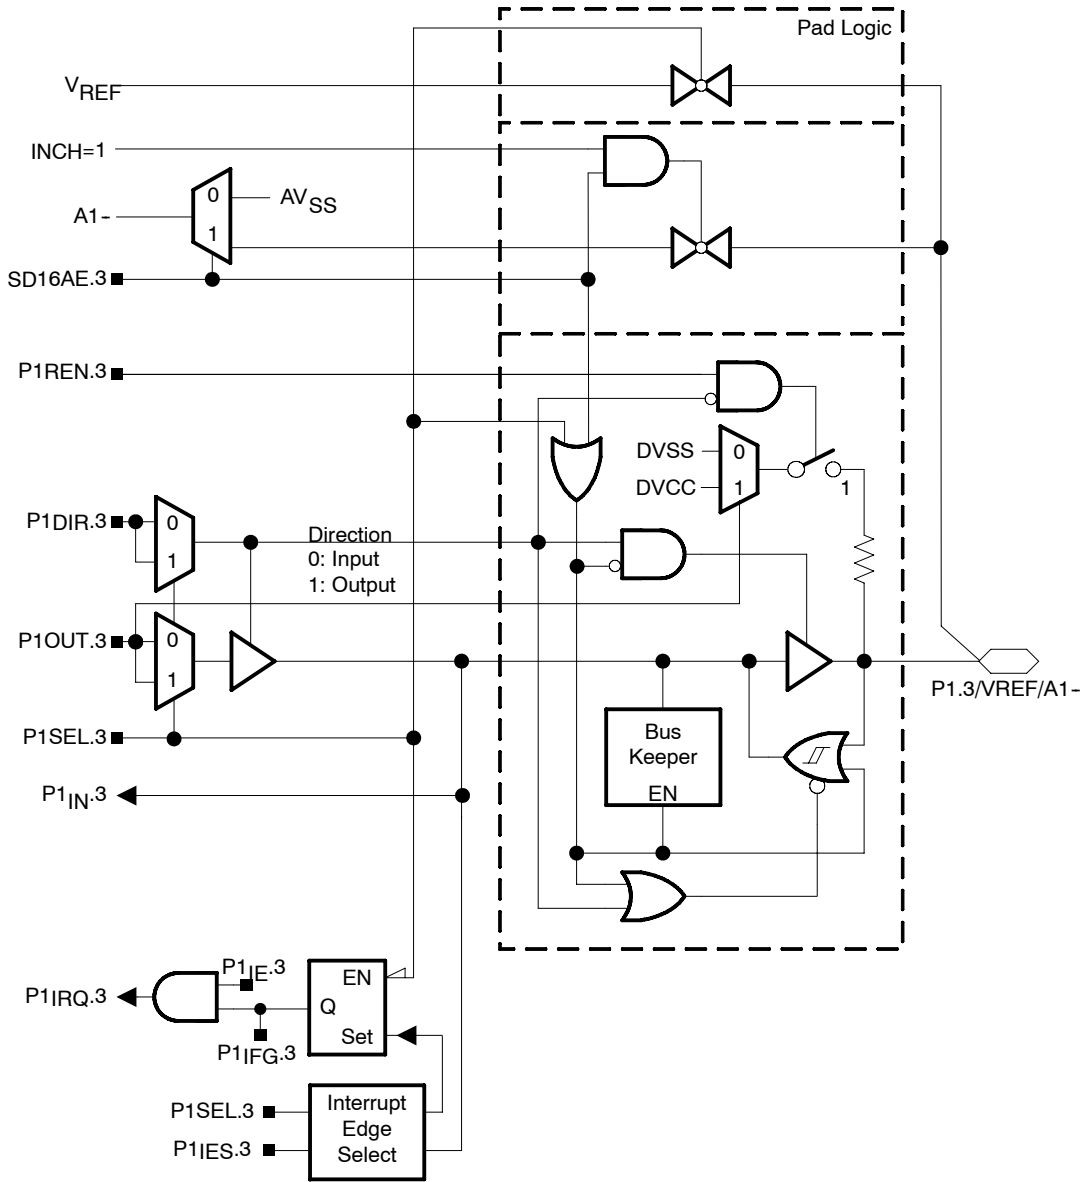 Pad Logic
VREF
INCH=1
0
AVSS
A1-
1
SD16AE.3
P1REN.3
DVSS
0
DVCC
1
1
P1DIR.3
0
1
Direction
0: Input
1: Output
P1OUT.3
0
1
P1.3/VREF/A1-
P1SEL.3
Bus
Keeper
EN
P1IN.3
P1IE.3
EN
P1IRQ.3
Q
Set
P1IFG.3
P1SEL.3
P1IES.3
Interrupt
Edge
Select